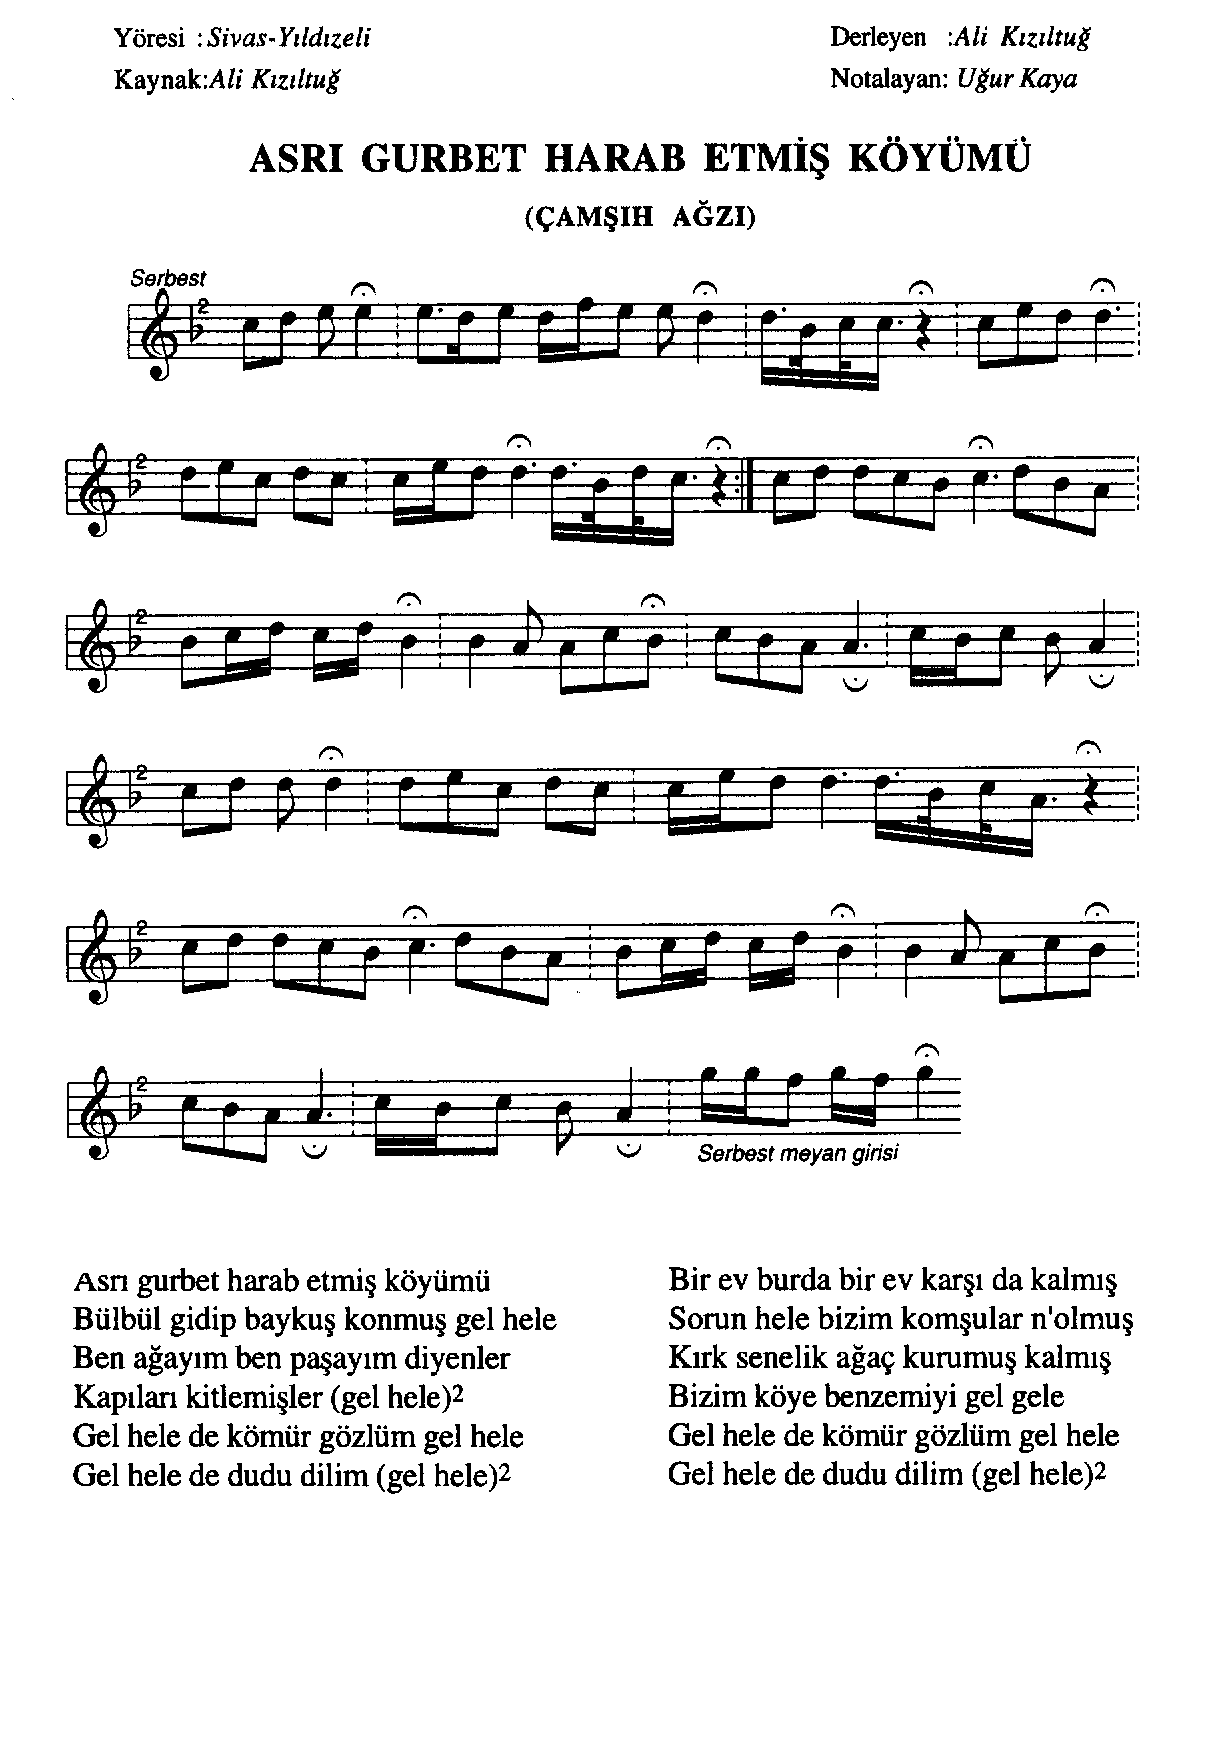 Yöresi : Sivas-Yıldızeli
Kaynak:Ali Kızıltuğ
Derleyen :Ali Kızıltuğ
Notalayan: Uğur Kaya
ASRI GURBET HARAB ETMİŞ KÖYÜMÜ
(ÇAMŞIH AĞZI)
Serbest
2
2
2
2
2
2
Serbest meyan girisi
Asrı gurbet harab etmiş köyümü
Bülbül gidip baykuş konmuş gel hele
Ben ağayım ben paşayım diyenler
Kapıları kitlemişler (gel hele)2
Gel hele de kömür gözlüm gel hele
Gel hele de dudu dilim (gel hele)2
Bir ev burda bir ev karşı da kalmış
Sorun hele bizim komşular n'olmuş
Kırk senelik ağaç kurumuş kalmış
Bizim köye benzemiyi gel gele
Gel hele de kömür gözlüm gel hele
Gel hele de dudu dilim (gel hele)2